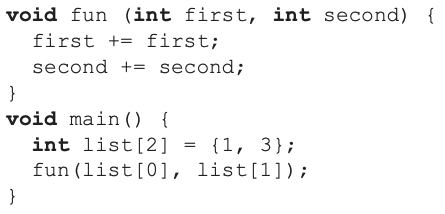 void fun (int first, int second) {
  first += first;
  second += second;
}
void main() {
  int list[2] = {1, 3};
  fun(list[0], list[1]);
}